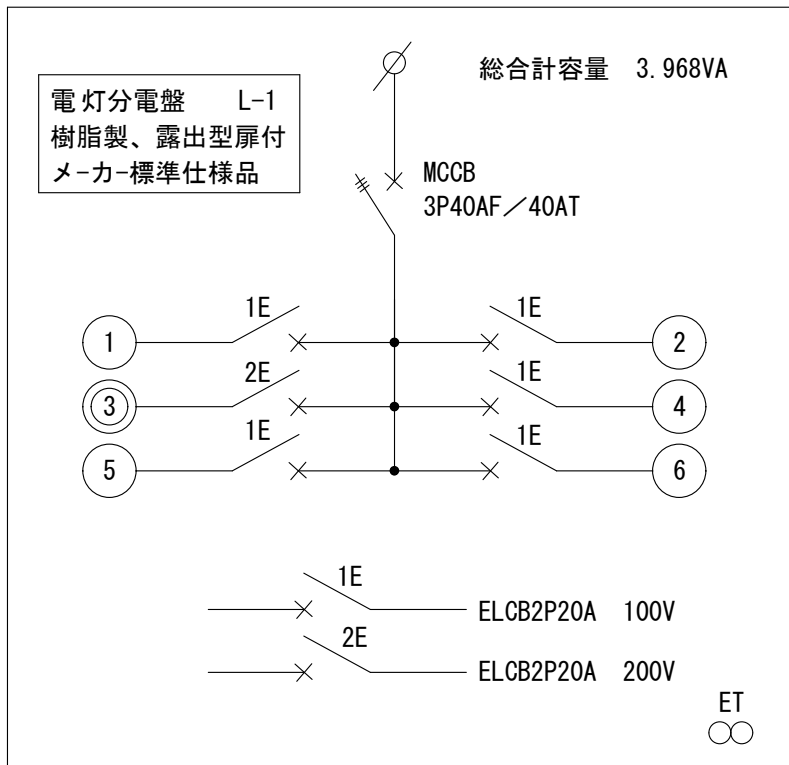 総合計容量 3.968VA
電灯分電盤 L-1
樹脂製、露出型扉付
メ-カ-標準仕様品
MCCB
3P40AF／40AT
1E 1E
1 2
2E 1E
3 4
1E 1E
5 6
1E
ELCB2P20A 100V
2E
ELCB2P20A 200V
ET